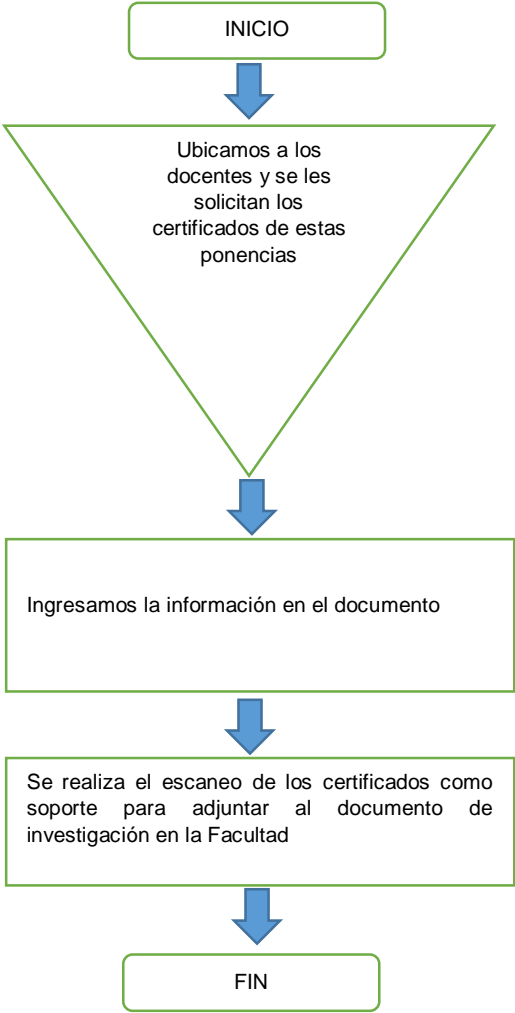 INICIO
Ubicamos a los
docentes y se les
solicitan los
certificados de estas
ponencias
Ingresamos la información en el documento
Se realiza el escaneo de los certificados como
soporte para adjuntar al documento de
investigación en la Facultad
FIN